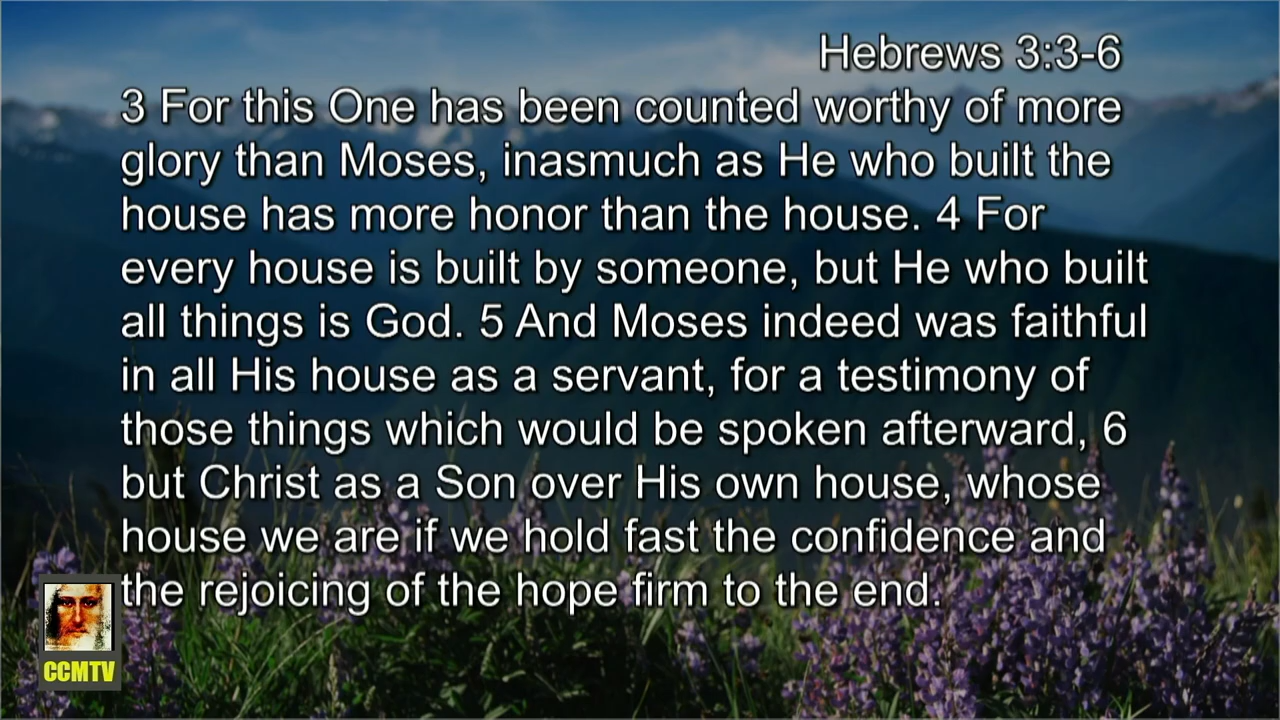 Hebrews 3:3-6
3 For this One has been counted worthy of more
glory than Moses, inasmuch as He who built the
house has more honor than the house. 4 For
every house is built by someone, but He who built
all things is God. 5 And Moses indeed was faithful
in all His house as a servant, for a testimony of
those things which would be spoken afterward, 6
but Christ as a Son over His own house, whose
house we are if we hold fast the confidence and
the rejoicing of the hope firm to the end.
CCMTV